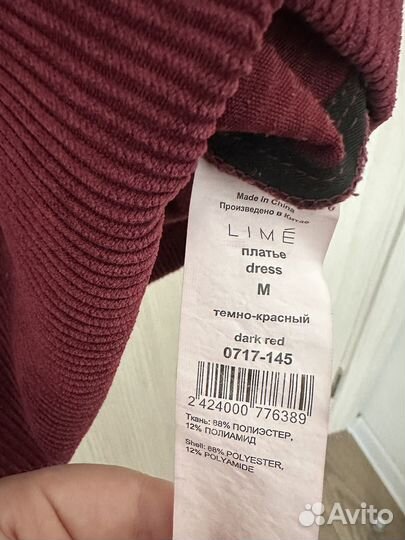 Made in China
Произведено в Китае
LIMÉ
платье
dress
M
темно-красный
dark red
0717-145
2 424000 776389
Ткань: 88% ПОЛИЭСТЕР,
12% ПОЛИАМИД
Shell: 88% POLYESTER,
12% POLYAMIDE
Avito